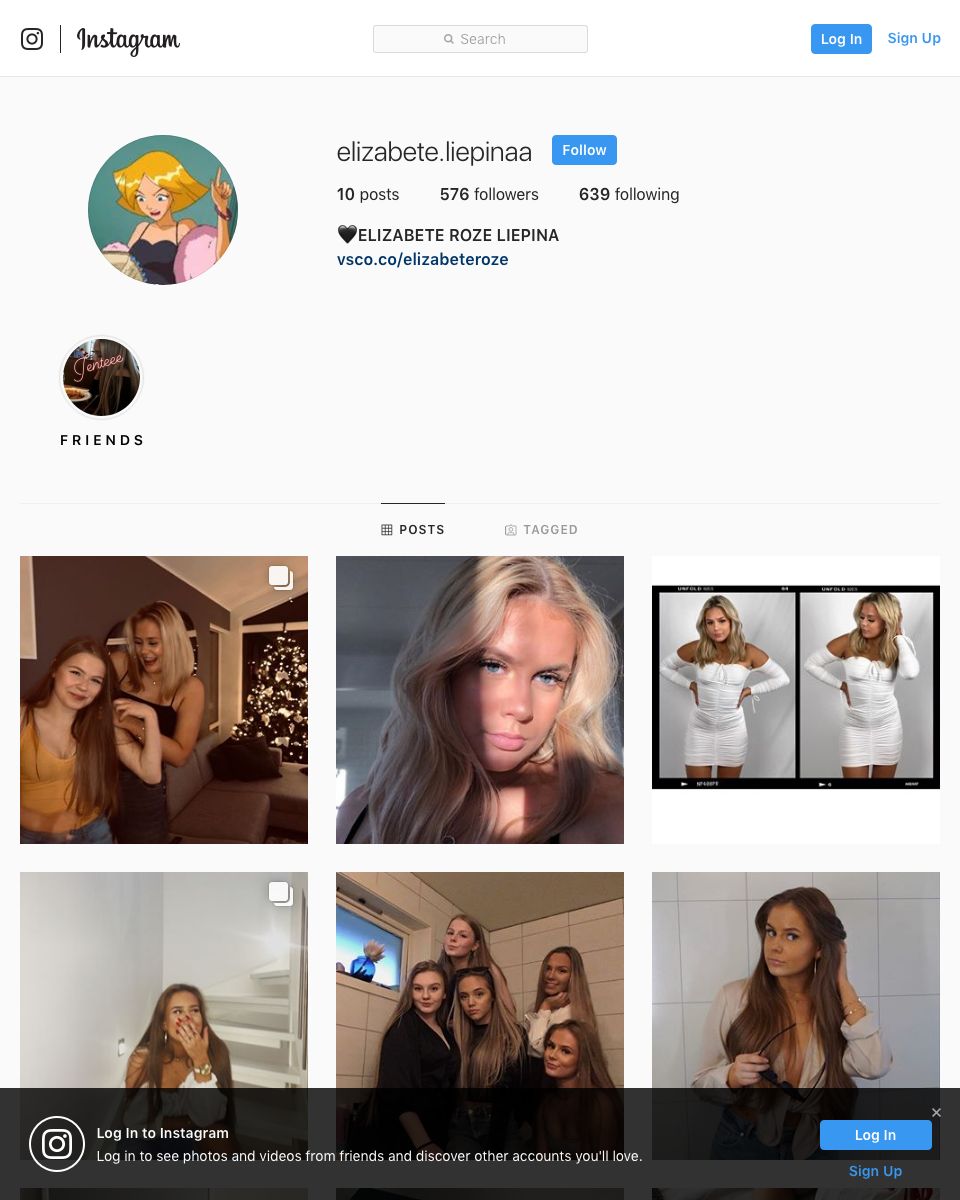 Instagram
Search
Log In
Sign Up
elizabete.liepinaa
Follow
10 posts
576 followers
639 following
🖤ELIZABETE ROZE LIEPINA
vsco.co/elizabeteroze
Jenteee
F R I E N D S
POSTS
TAGGED
UNFOLD
UNFOLD
Log In to Instagram
Log in to see photos and videos from friends and discover other accounts you'll love.
×
Log In
Sign Up